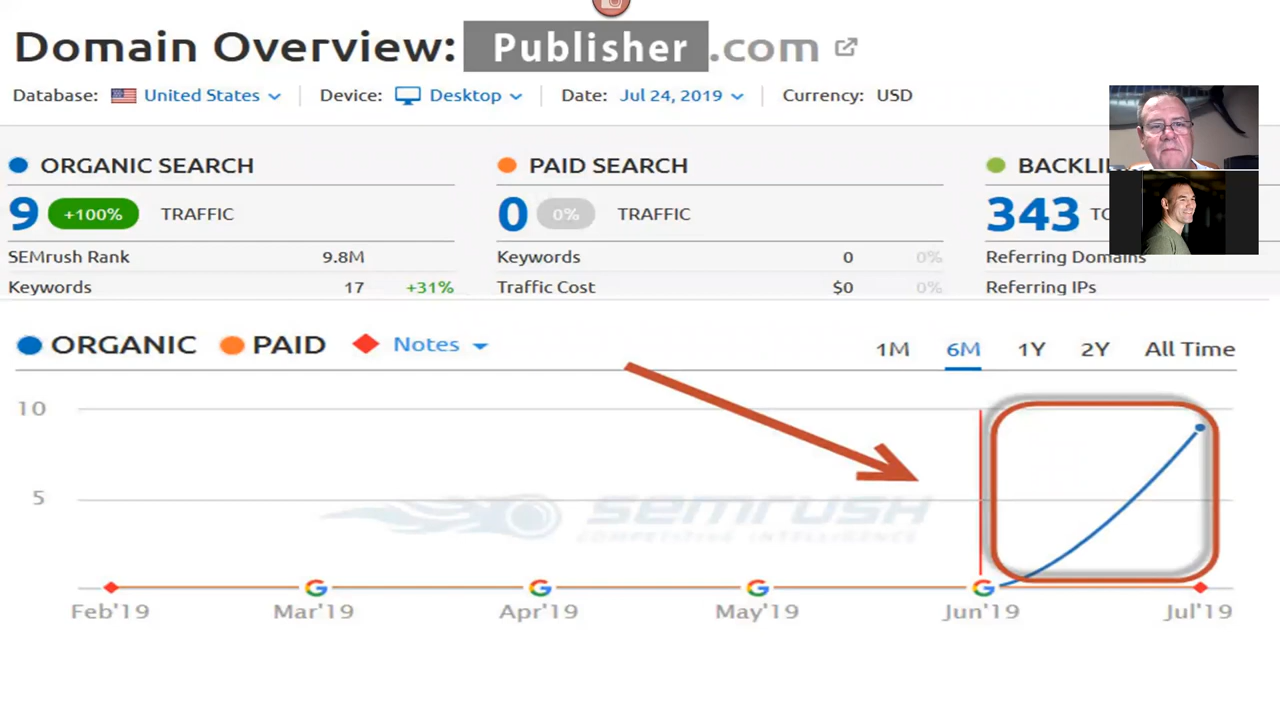 Domain Overview: Publisher.com
Database: United States Device: Desktop Date: Jul 24, 2019 Currency: USD
ORGANIC SEARCH PAID SEARCH
9 +100% TRAFFIC 0 0% TRAFFIC 343
SEMrush Rank 9.8M Keywords 0 0% Referring Domains
Keywords 17 +31% Traffic Cost $0 0% Referring IPs
ORGANIC PAID Notes 1M 6M 1Y 2Y All Time
10
5
SEMRUSH
COMPETITIVE INTELLIGENCE
G G G G
Feb'19 Mar'19 Apr'19 May'19 Jun'19 Jul'19